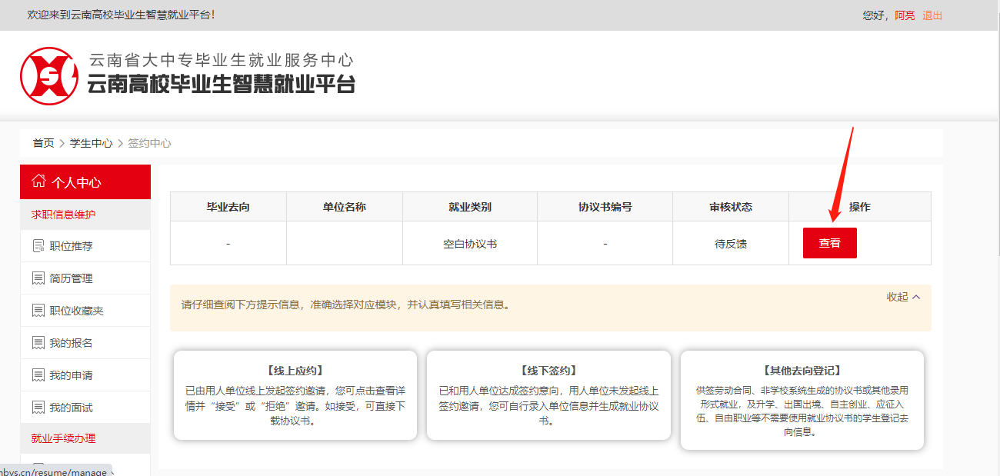 欢迎来到云南高校毕业生智慧就业平台!
您好，阿亮 退出
云南省大中专毕业生就业服务中心
云南高校毕业生智慧就业平台
首页 > 学生中心 > 签约中心
个人中心
求职信息维护
职位推荐
简历管理
职位收藏夹
我的报名
我的申请
我的面试
就业手续办理
毕业去向 单位名称 就业类别 协议书编号 审核状态 操作
- 空白协议书 - 待反馈 查看
请仔细查阅下方提示信息，准确选择对应模块，并认真填写相关信息。
收起
【线上应约】
已由用人单位线上发起签约邀请，您可点击查看详
情并“接受”或“拒绝”邀请。如接受，可直接下
载协议书。
【线下签约】
已和用人单位达成签约意向，用人单位未发起线上
签约邀请，您可自行录入单位信息并生成就业协议
书。
【其他去向登记】
供签劳动合同、非学校系统生成的协议书或其他录用
形式就业，及升学、出国出境、自主创业、应征入
伍、自由职业等不需要使用就业协议书的学生登记去
向信息。
nbys.cn/resume/manage